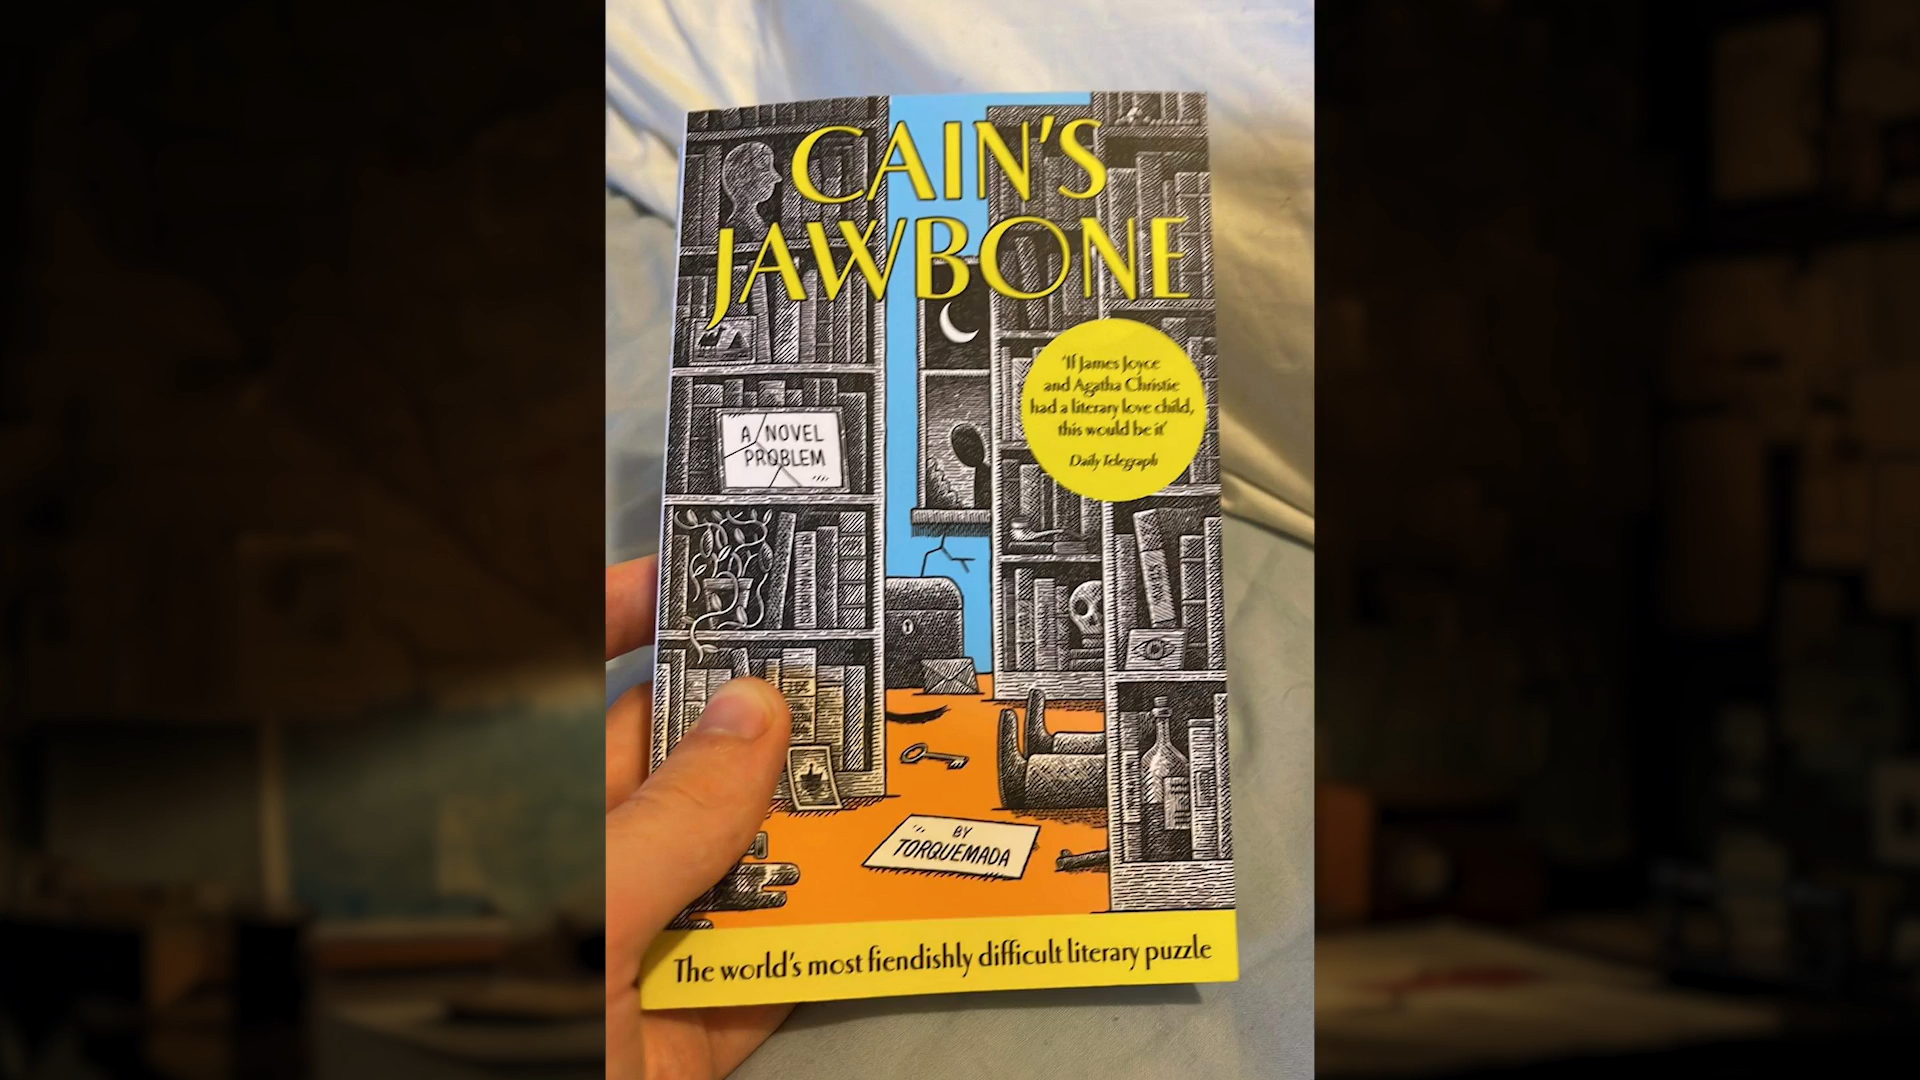 CAIN'S
JAWBONE
'If James Joyce
and Agatha Christie
had a literary love child,
this would be it'
Daily Telegraph
A NOVEL
PROBLEM
BY
TORQUEMADA
The world's most fiendishly difficult literary puzzle